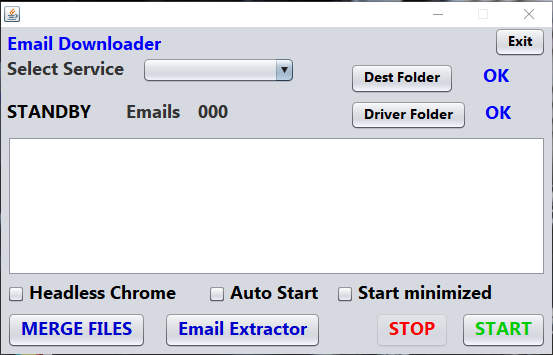 Email Downloader
Exit
Select Service
Dest Folder OK
STANDBY Emails 000
Driver Folder OK
Headless Chrome Auto Start Start minimized
MERGE FILES Email Extractor STOP START